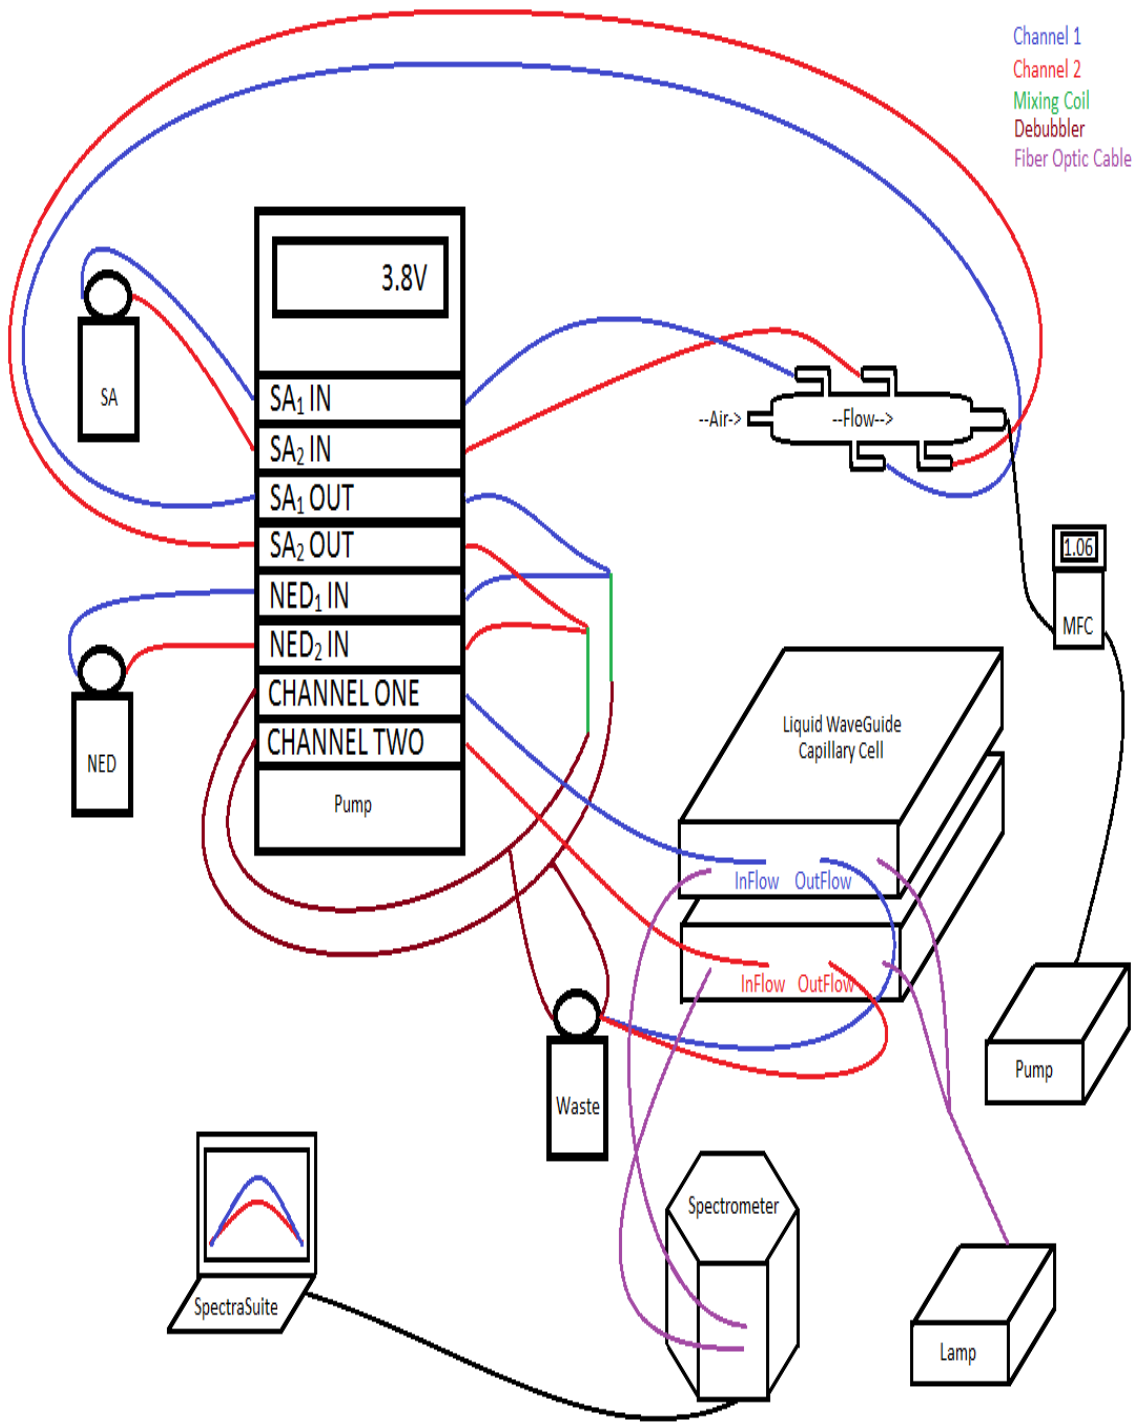 Channel 1
Channel 2
Mixing Coil
Debubbler
Fiber Optic Cable
3.8V
SA
SA₁ IN
SA₂ IN
SA₁ OUT
SA₂ OUT
NED₁ IN
NED₂ IN
CHANNEL ONE
CHANNEL TWO
Pump
--Air->
--Flow-->
1.06
MFC
NED
Liquid WaveGuide
Capillary Cell
InFlow OutFlow
InFlow OutFlow
Pump
Waste
Spectrometer
SpectraSuite
Lamp